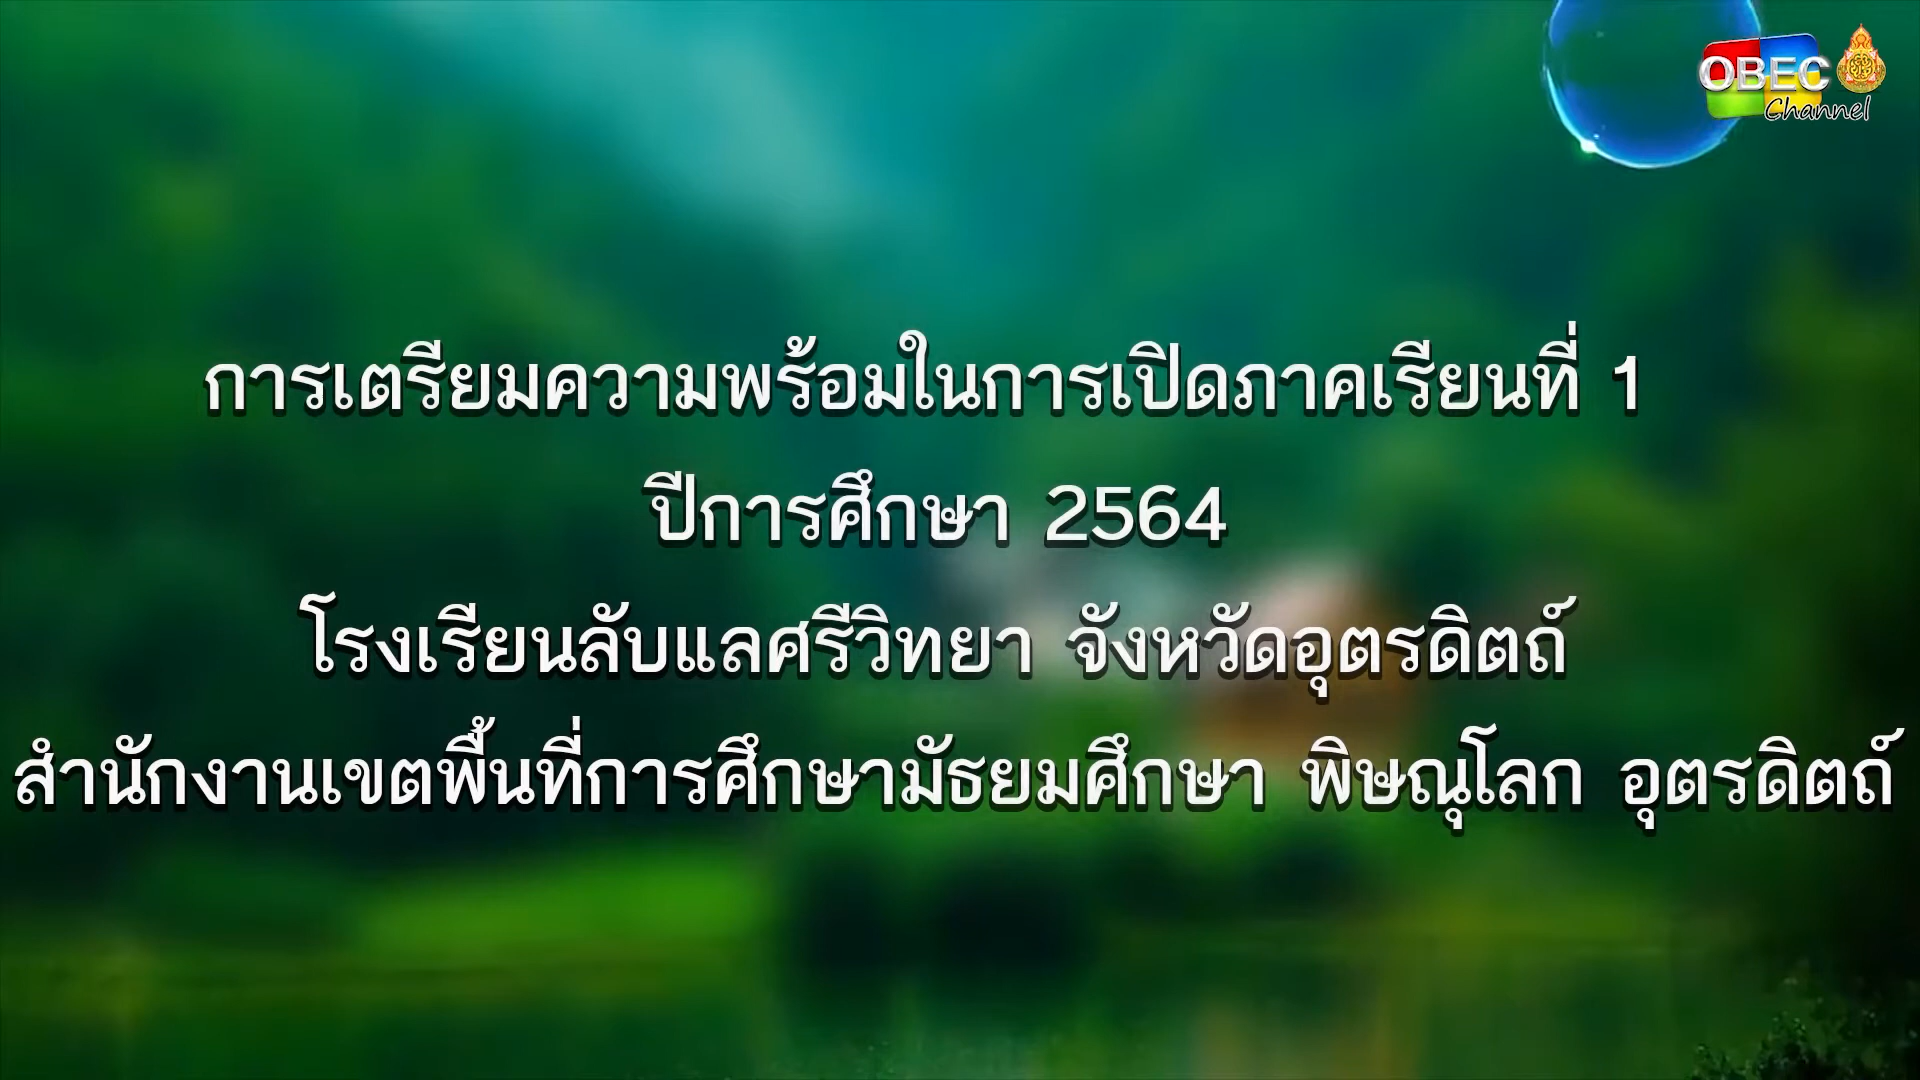 OBEC
Channel
การเตรียมความพร้อมในการเปิดภาคเรียนที่ 1
ปีการศึกษา 2564
โรงเรียนลับแลศรีวิทยา จังหวัดอุตรดิตถ์
สำนักงานเขตพื้นที่การศึกษามัธยมศึกษา พิษณุโลก อุตรดิตถ์